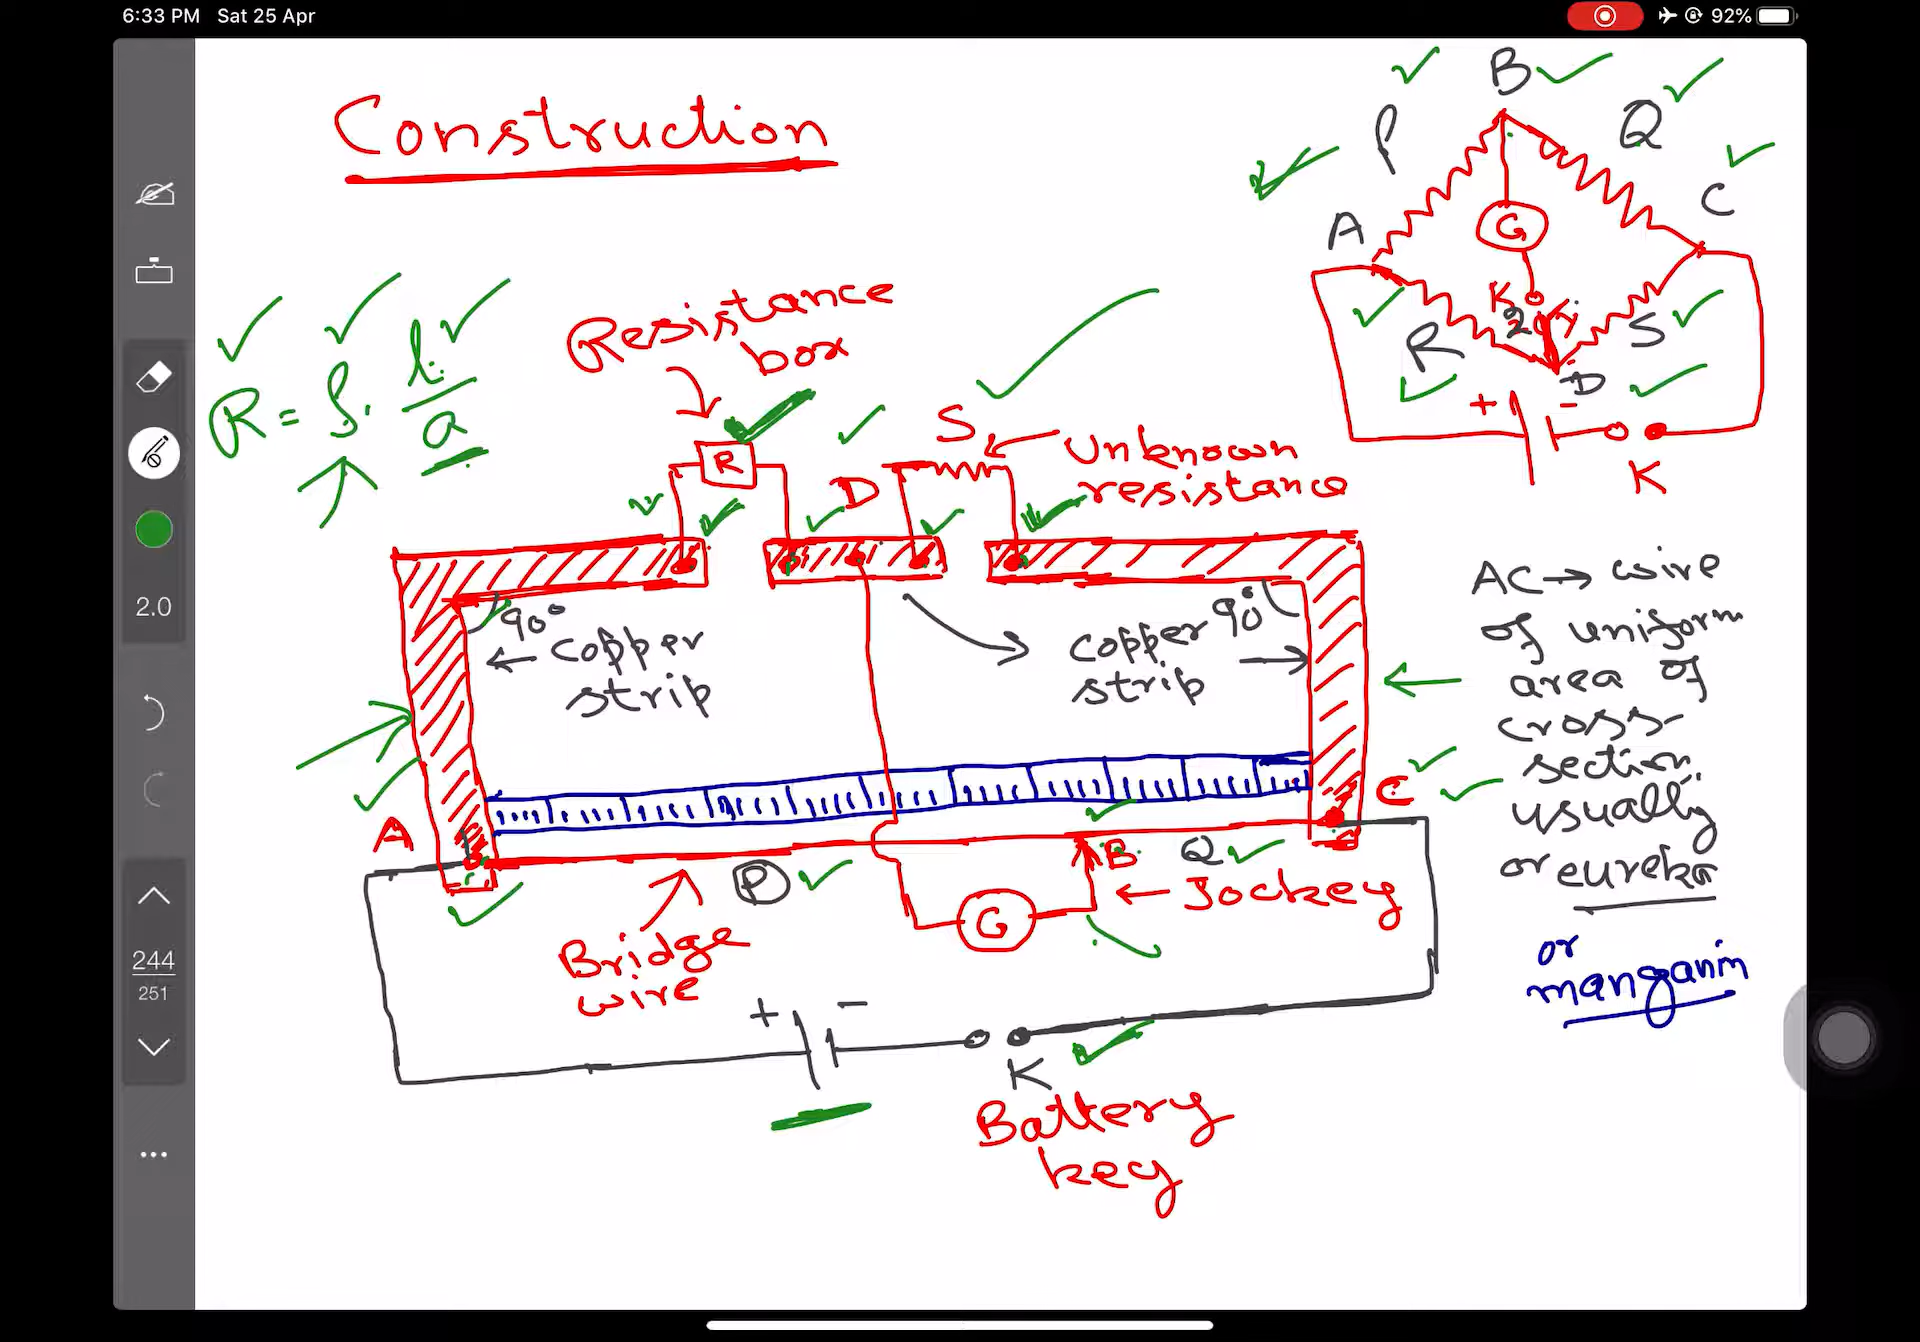 6:33 PM Sat 25 Apr
92%
Construction
B
P
Q
A
C
G
K
2
R
S
D
+ -
K
R = ρ. l/a
Resistance
box
R
D
S
Unknown
resistance
90°
90°
copper
strip
copper
strip
AC → wire
of uniform
area of
cross-
section.
usually
or eureka
or
manganin
A
C
P
B
Q
Jockey
G
Bridge
wire
+ -
K
Battery
key
2.0
244
251